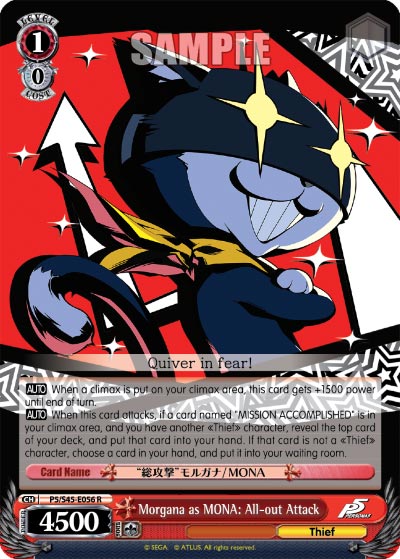 LEVEL
1
0
COST
SAMPLE
Quiver in fear!
AUTO When a climax is put on your climax area, this card gets +1500 power
until end of turn.
AUTO When this card attacks, if a card named "MISSION ACCOMPLISHED" is in
your climax area, and you have another «Thief» character, reveal the top card
of your deck, and put that card into your hand. If that card is not a «Thief»
character, choose a card in your hand, and put it into your waiting room.
Card Name
"総攻撃"モルガナ/MONA
CH P5/S45-E056 R
Morgana as MONA: All-out Attack
4500
P5 PERSONA5
Thief
© SEGA. © ATLUS. All rights reserved.